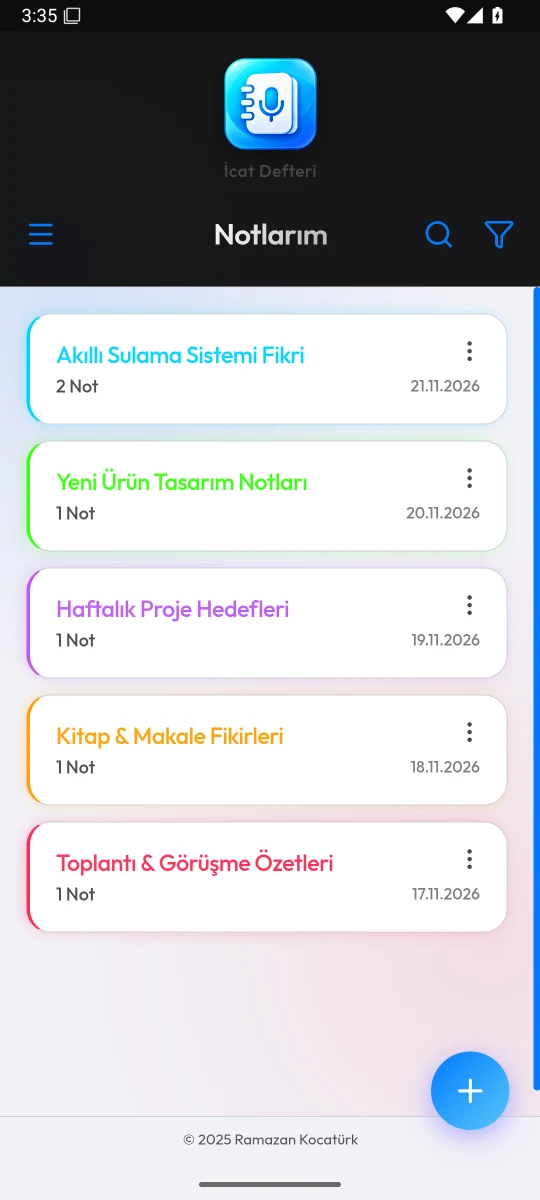 3:35
İcat Defteri
Notlarım
Akıllı Sulama Sistemi Fikri
2 Not
21.11.2026
Yeni Ürün Tasarım Notları
1 Not
20.11.2026
Haftalık Proje Hedefleri
1 Not
19.11.2026
Kitap & Makale Fikirleri
1 Not
18.11.2026
Toplantı & Görüşme Özetleri
1 Not
17.11.2026
© 2025 Ramazan Kocatürk